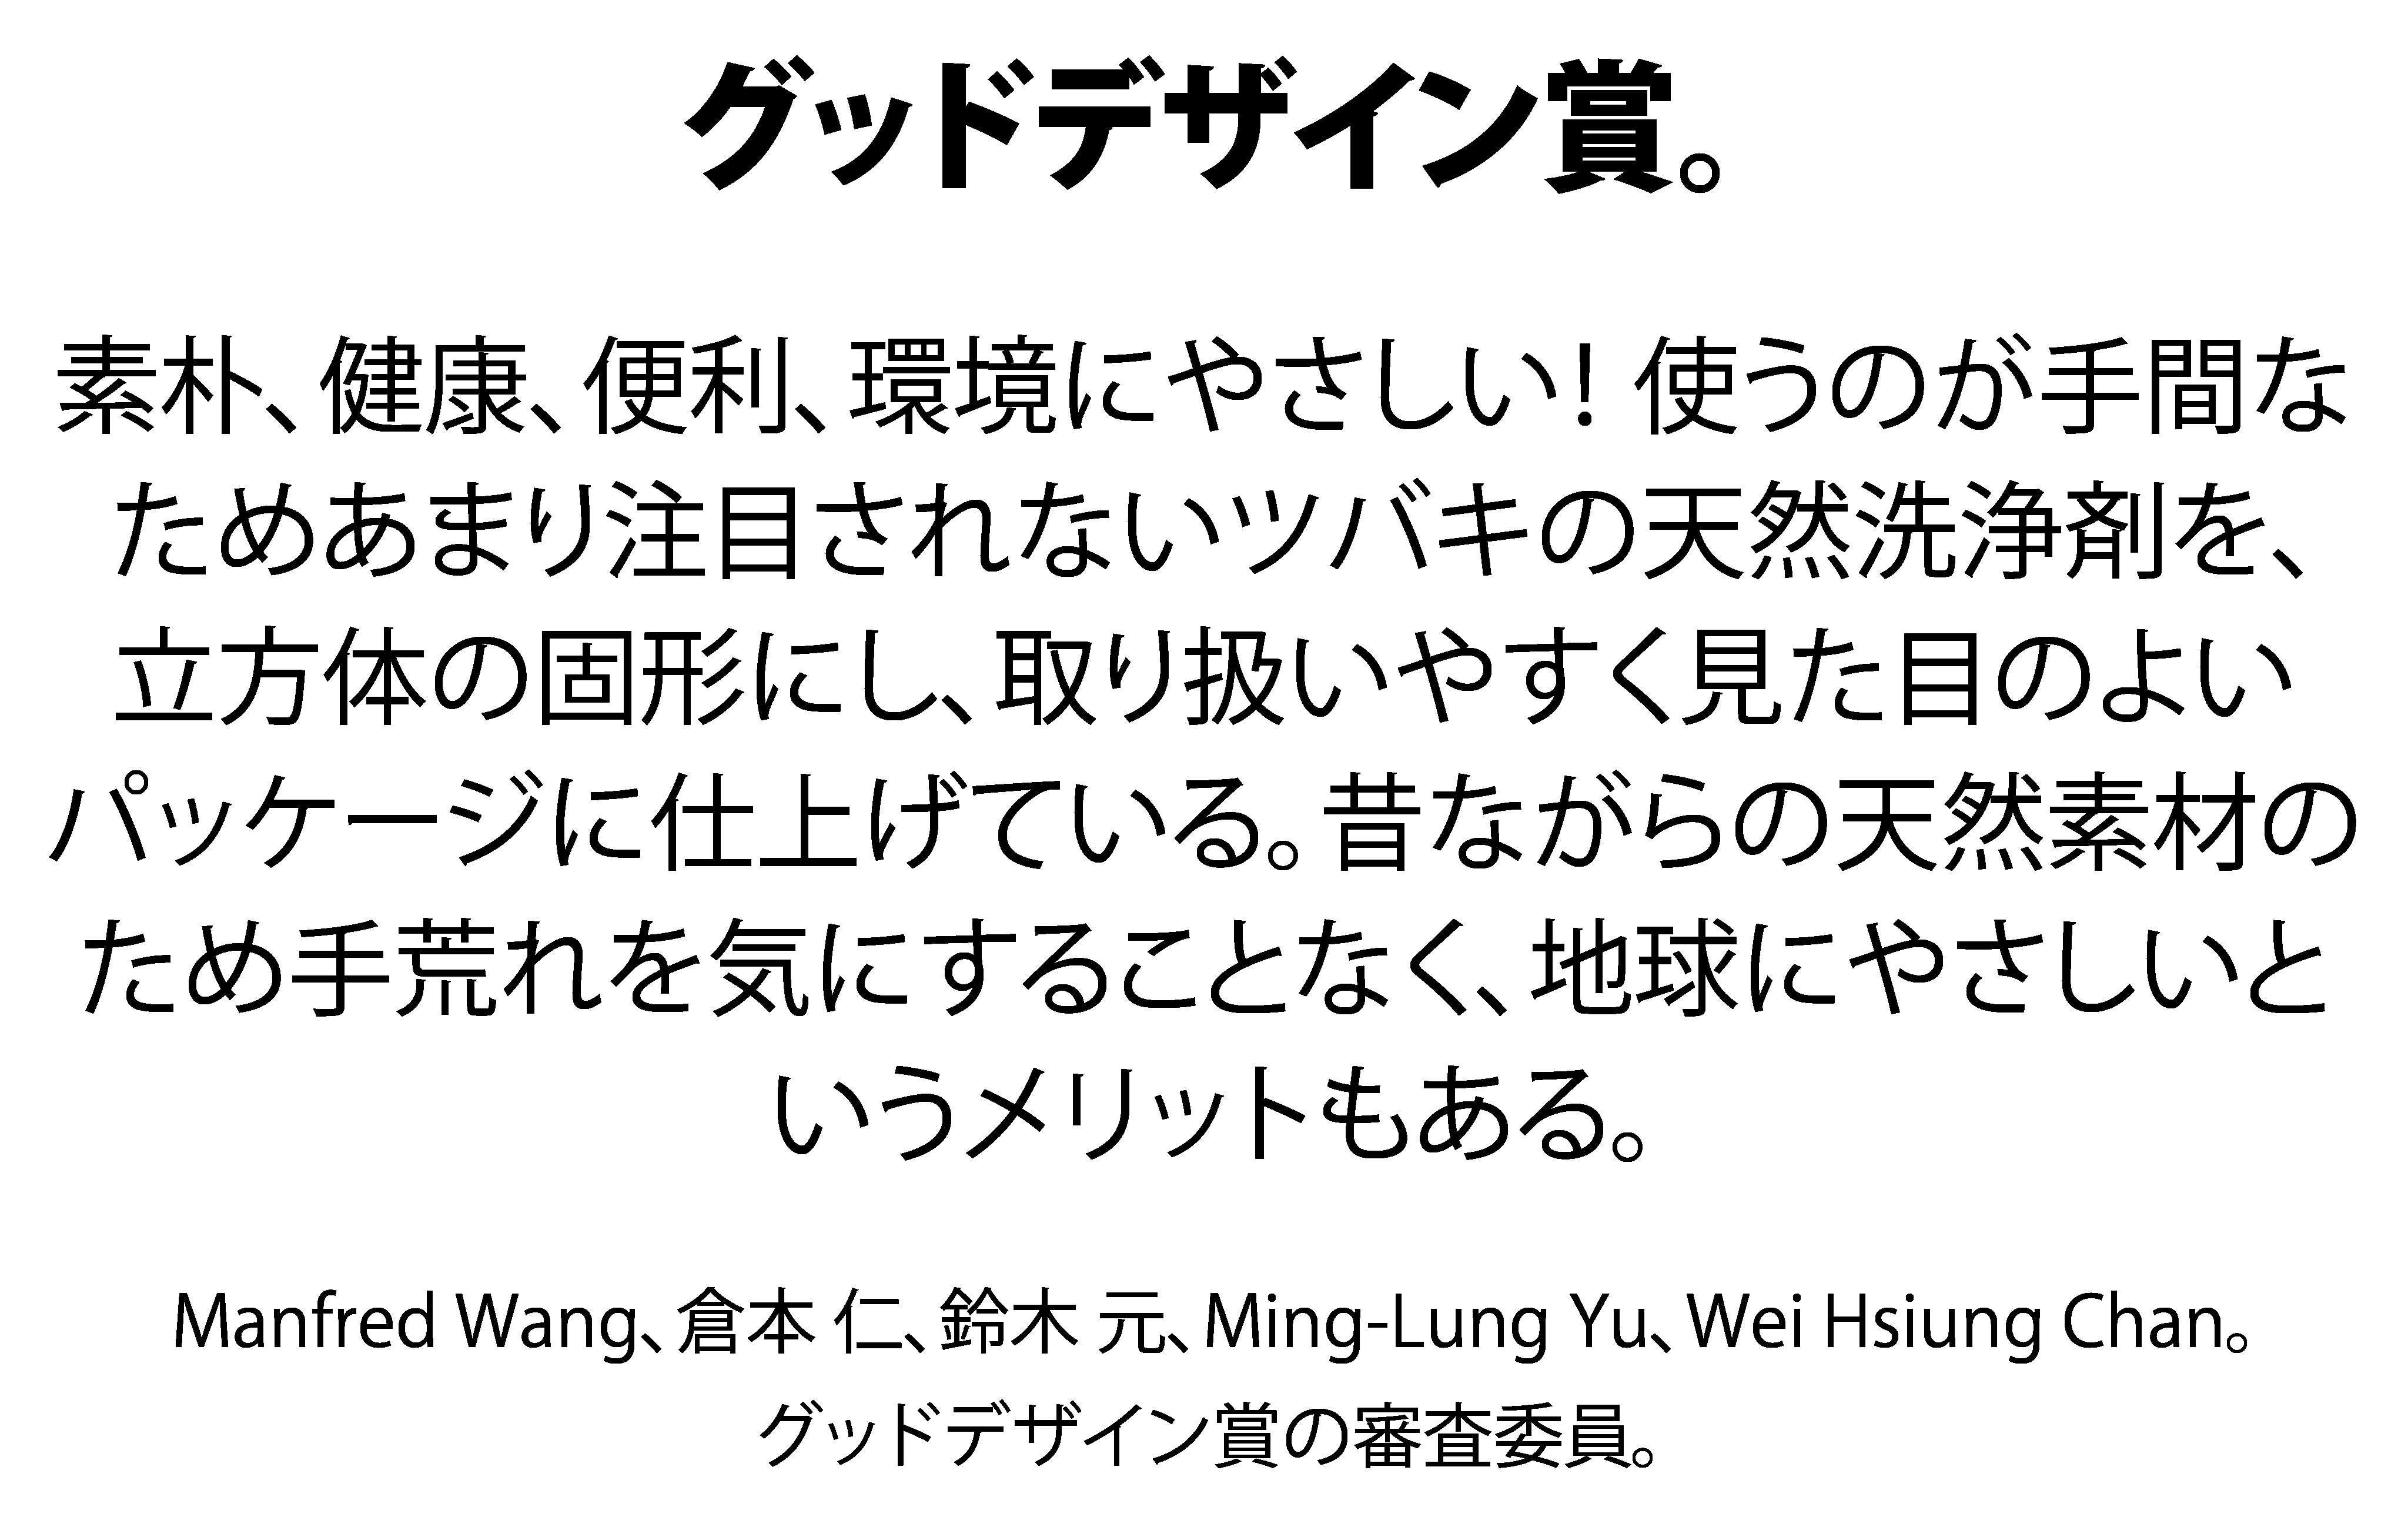 グッドデザイン賞。
素朴、健康、便利、環境にやさしい！使うのが手間な
ためあまり注目されないツバキの天然洗浄剤を、
立方体の固形にし、取り扱いやすく見た目のよい
パッケージに仕上げている。昔ながらの天然素材の
ため手荒れを気にすることなく、地球にやさしいと
いうメリットもある。
Manfred Wang、倉本 仁、鈴木 元、Ming-Lung Yu、Wei Hsiung Chan。
グッドデザイン賞の審査委員。